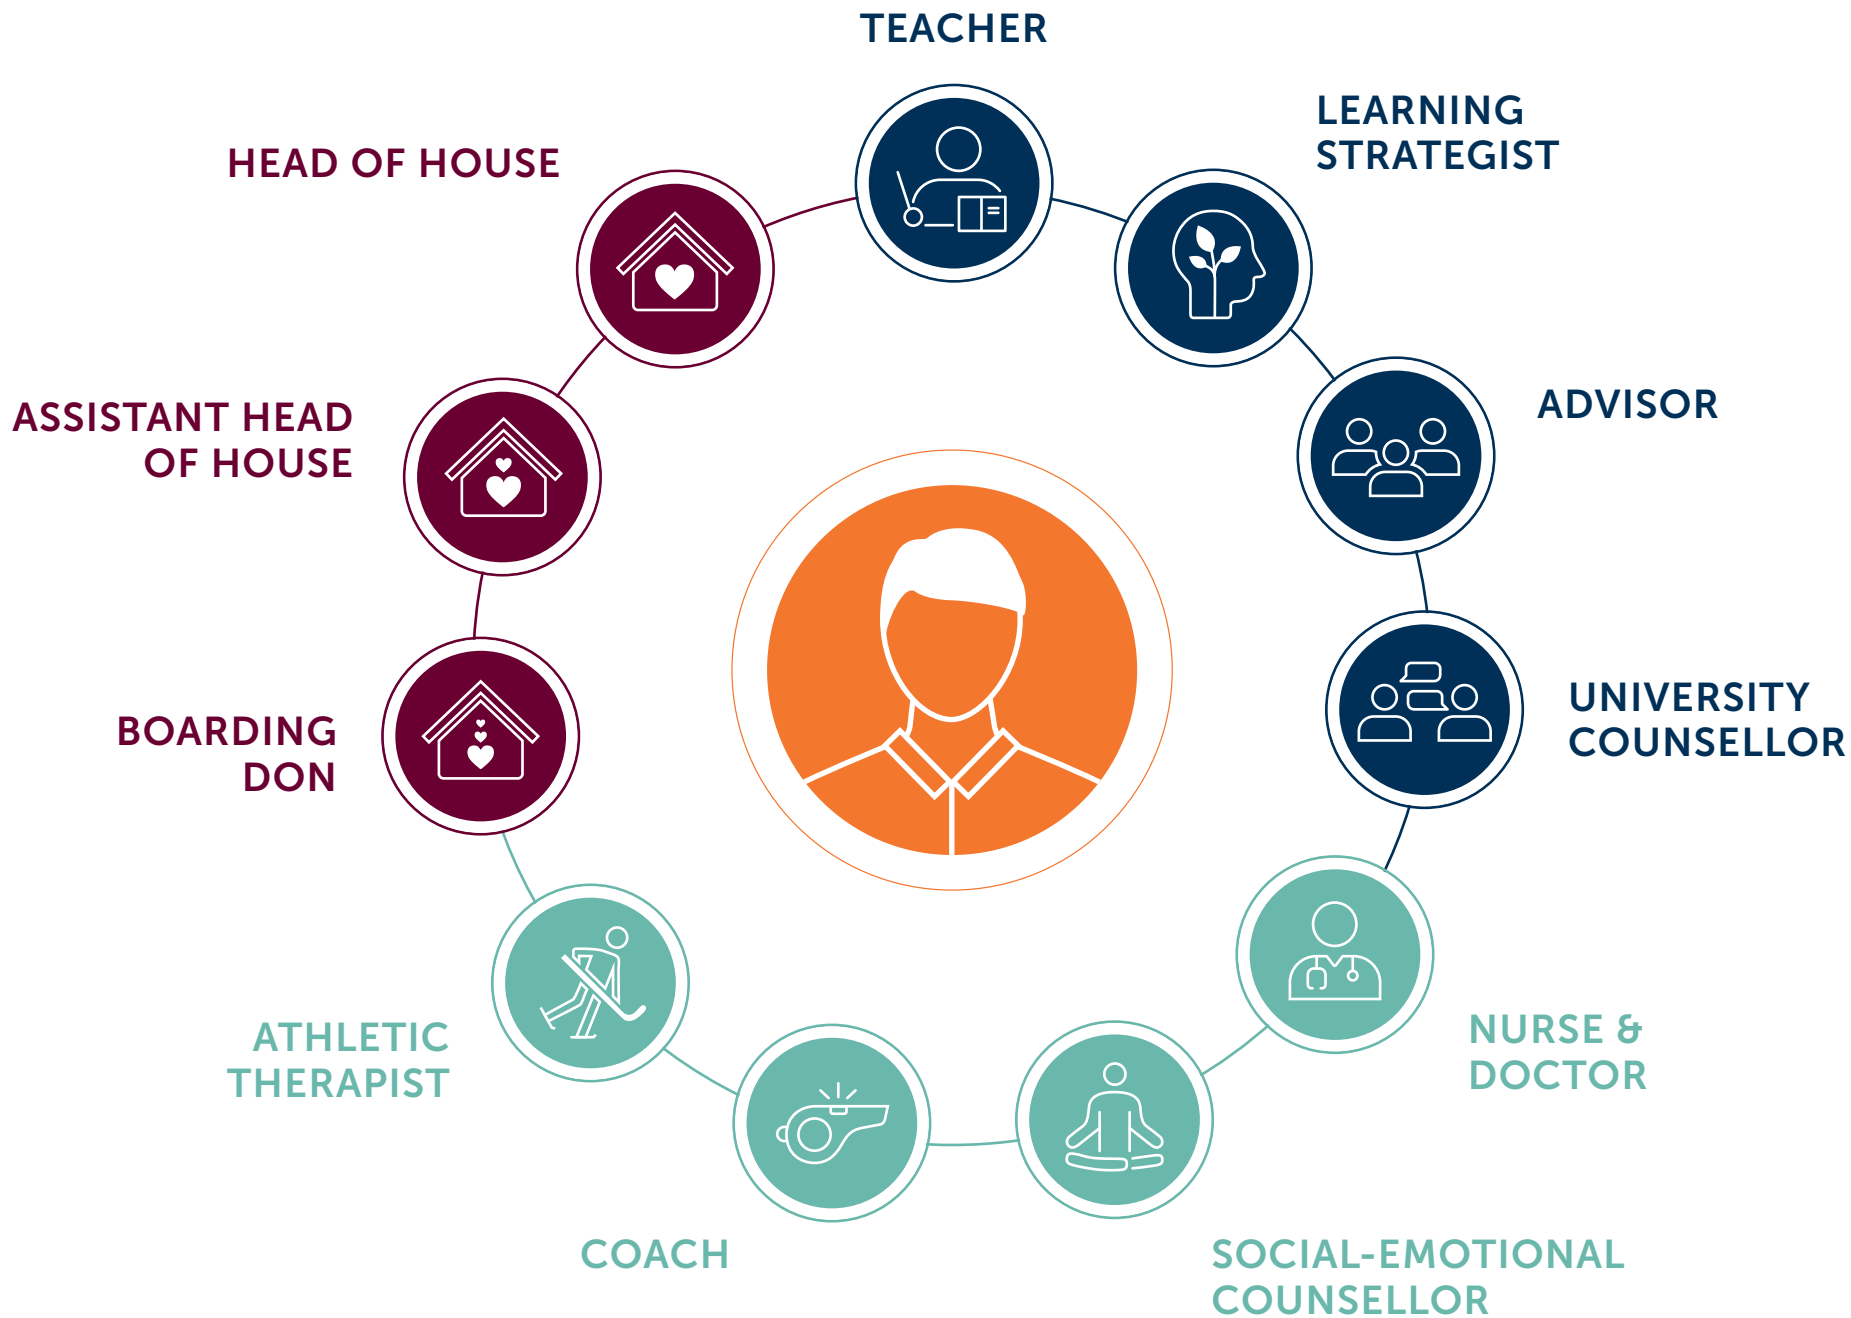 TEACHER
LEARNING
STRATEGIST
ADVISOR
UNIVERSITY
COUNSELLOR
NURSE &
DOCTOR
SOCIAL-EMOTIONAL
COUNSELLOR
COACH
ATHLETIC
THERAPIST
BOARDING
DON
ASSISTANT HEAD
OF HOUSE
HEAD OF HOUSE